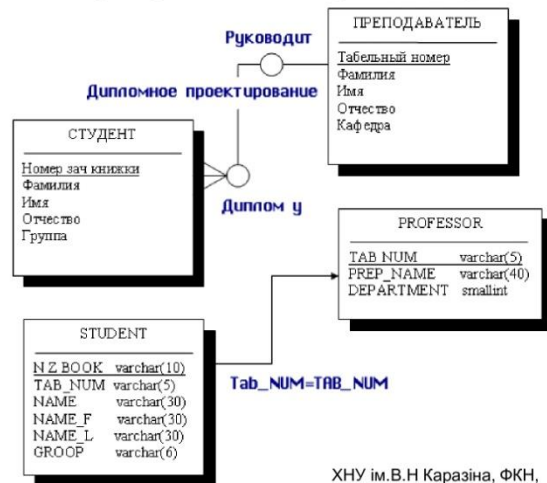 ПРЕПОДАВАТЕЛЬ
Табельный номер
Фамилия
Имя
Отчество
Кафедра
Руководит
Дипломное проектирование
СТУДЕНТ
Номер зач книжки
Фамилия
Имя
Отчество
Группа
Диплом у
PROFESSOR
TAB NUM varchar(5)
PREP_NAME varchar(40)
DEPARTMENT smallint
STUDENT
N Z BOOK varchar(10)
TAB_NUM varchar(5)
NAME varchar(30)
NAME_F varchar(30)
NAME_L varchar(30)
GROOP varchar(6)
Tab_NUM=TAB_NUM
ХНУ ім.В.Н Каразіна, ФКН,